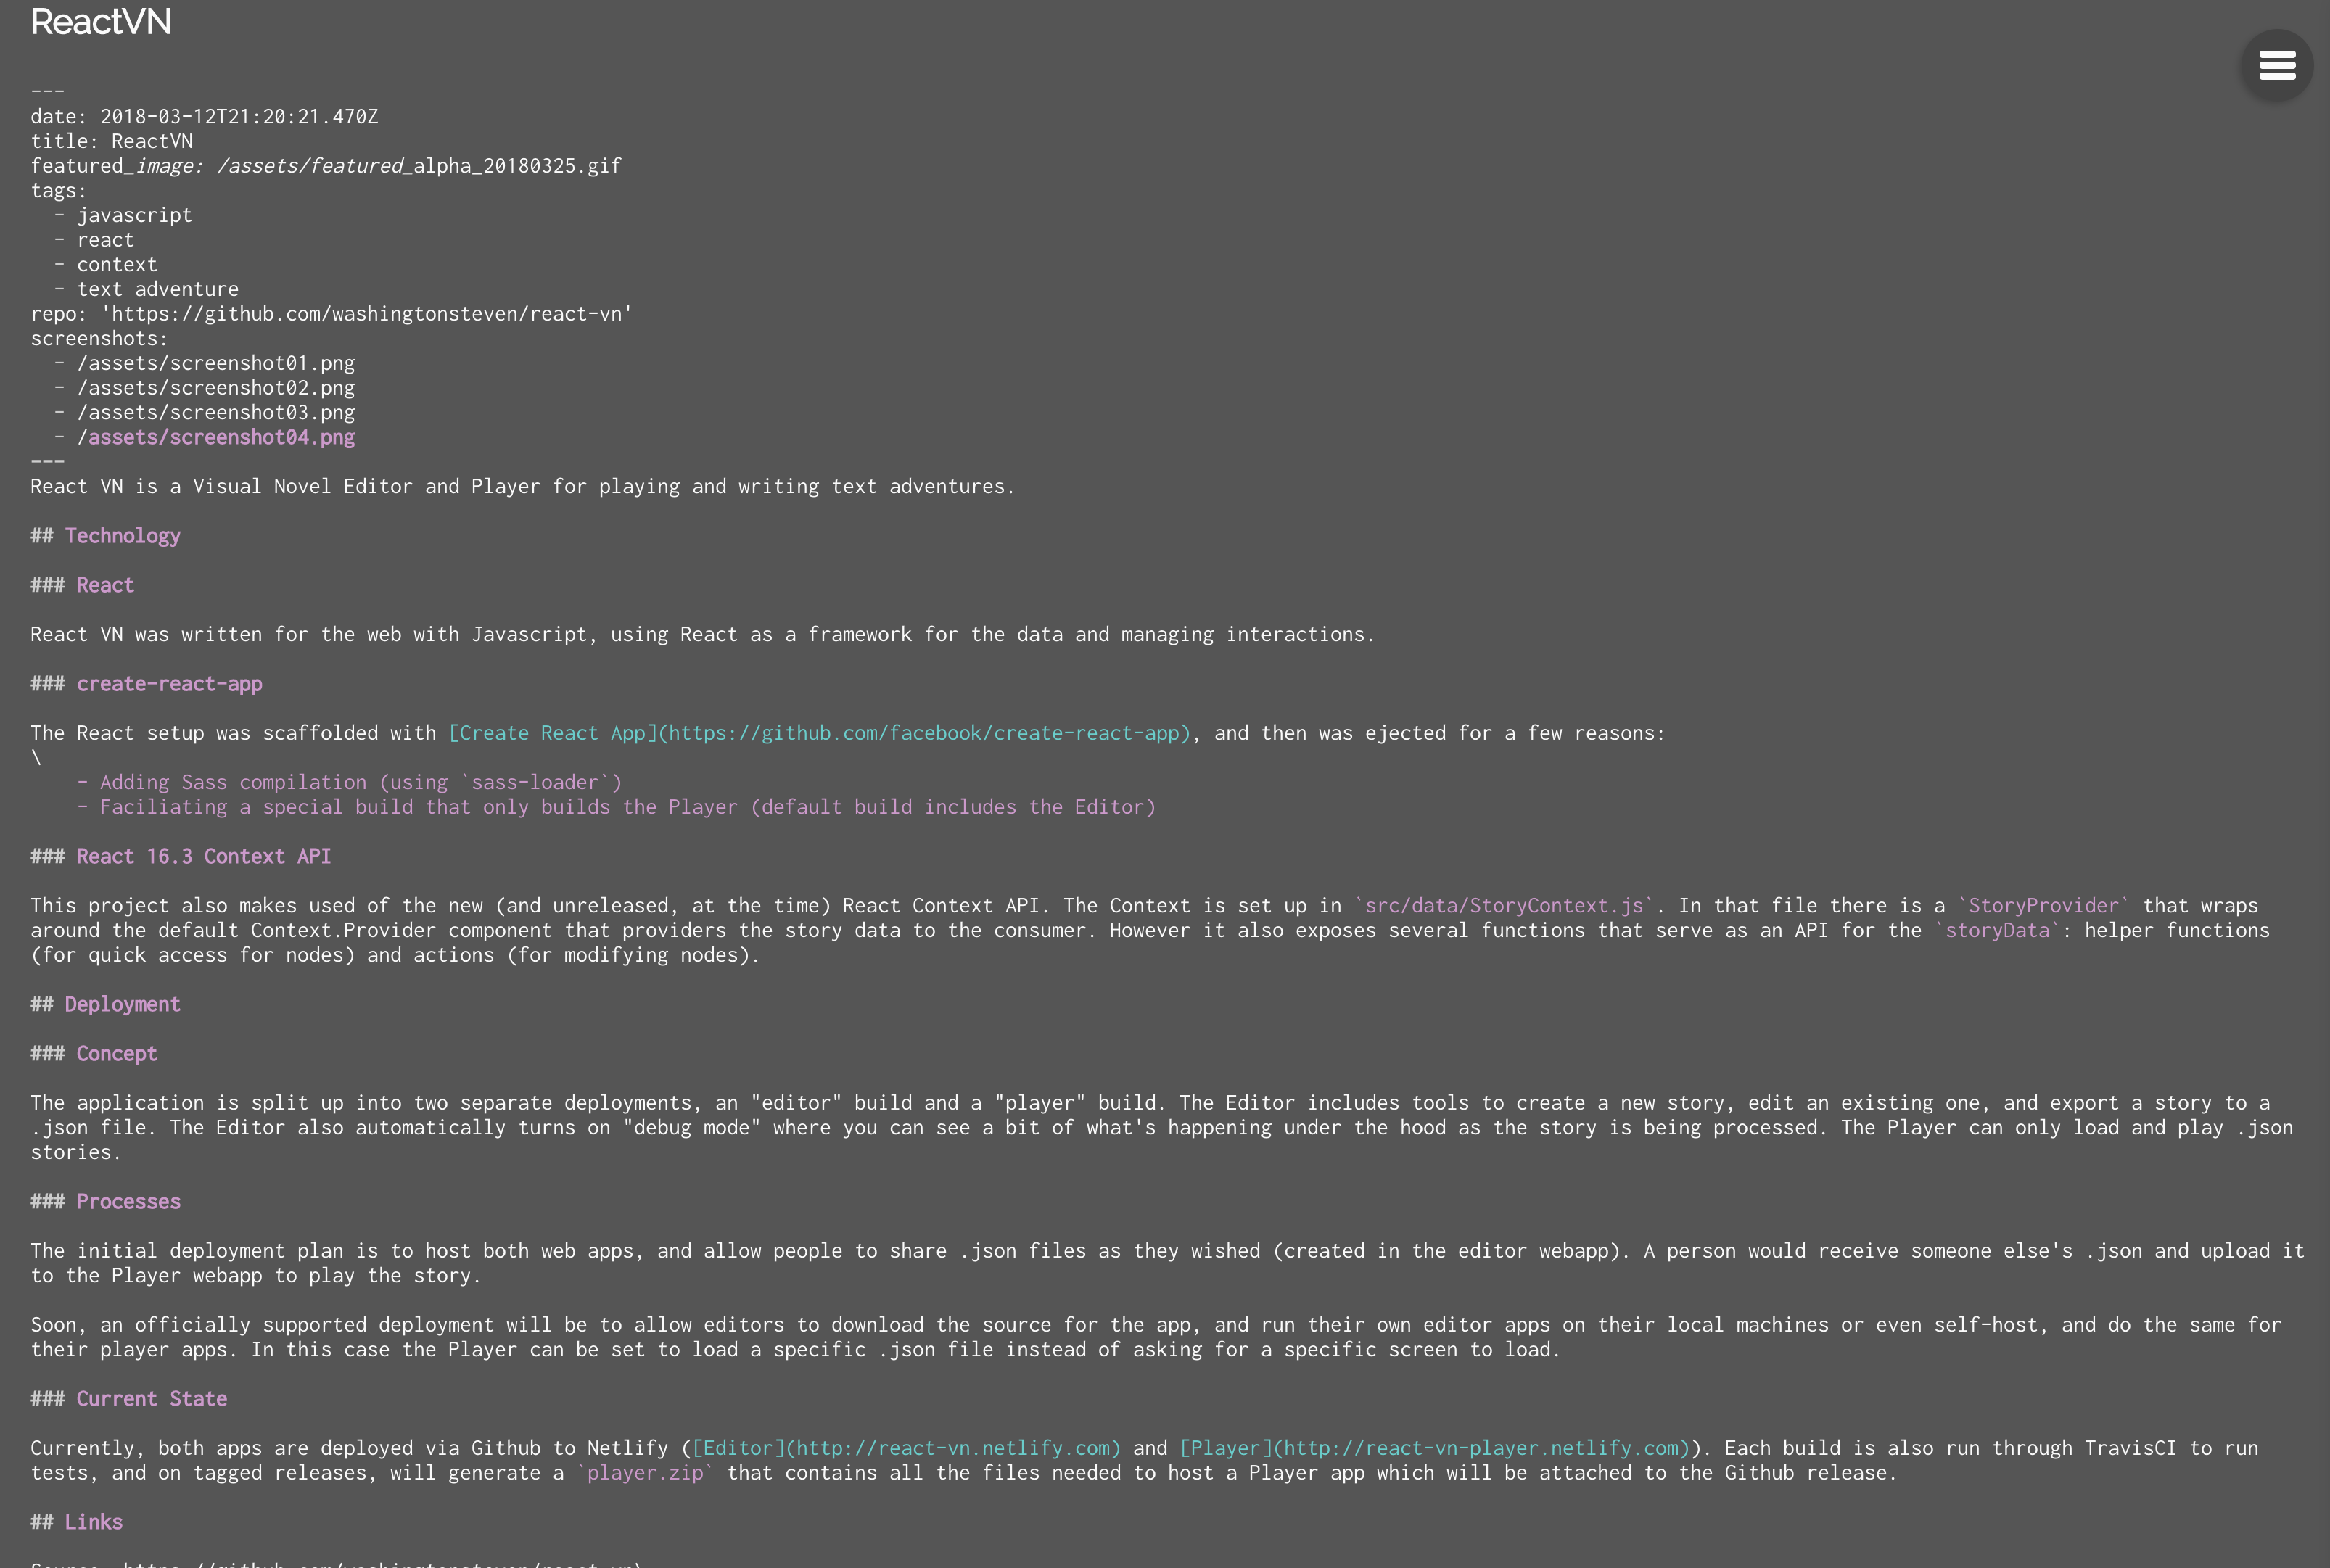 ReactVN
---
date: 2018-03-12T21:20:21.470Z
title: ReactVN
featured_image: /assets/featured_alpha_20180325.gif
tags:
  - javascript
  - react
  - context
  - text adventure
repo: 'https://github.com/washingtonsteven/react-vn'
screenshots:
  - /assets/screenshot01.png
  - /assets/screenshot02.png
  - /assets/screenshot03.png
  - /assets/screenshot04.png
---
React VN is a Visual Novel Editor and Player for playing and writing text adventures.
## Technology
### React
React VN was written for the web with Javascript, using React as a framework for the data and managing interactions.
### create-react-app
The React setup was scaffolded with [Create React App](https://github.com/facebook/create-react-app), and then was ejected for a few reasons:
\
    - Adding Sass compilation (using `sass-loader`)
    - Faciliating a special build that only builds the Player (default build includes the Editor)
### React 16.3 Context API
This project also makes used of the new (and unreleased, at the time) React Context API. The Context is set up in `src/data/StoryContext.js`. In that file there is a `StoryProvider` that wraps
around the default Context.Provider component that providers the story data to the consumer. However it also exposes several functions that serve as an API for the `storyData`: helper functions
(for quick access for nodes) and actions (for modifying nodes).
## Deployment
### Concept
The application is split up into two separate deployments, an "editor" build and a "player" build. The Editor includes tools to create a new story, edit an existing one, and export a story to a
.json file. The Editor also automatically turns on "debug mode" where you can see a bit of what's happening under the hood as the story is being processed. The Player can only load and play .json
stories.
### Processes
The initial deployment plan is to host both web apps, and allow people to share .json files as they wished (created in the editor webapp). A person would receive someone else's .json and upload it
to the Player webapp to play the story.
Soon, an officially supported deployment will be to allow editors to download the source for the app, and run their own editor apps on their local machines or even self-host, and do the same for
their player apps. In this case the Player can be set to load a specific .json file instead of asking for a specific screen to load.
### Current State
Currently, both apps are deployed via Github to Netlify ([Editor](http://react-vn.netlify.com) and [Player](http://react-vn-player.netlify.com)). Each build is also run through TravisCI to run
tests, and on tagged releases, will generate a `player.zip` that contains all the files needed to host a Player app which will be attached to the Github release.
## Links
Source: https://github.com/washingtonsteven/react-vn\